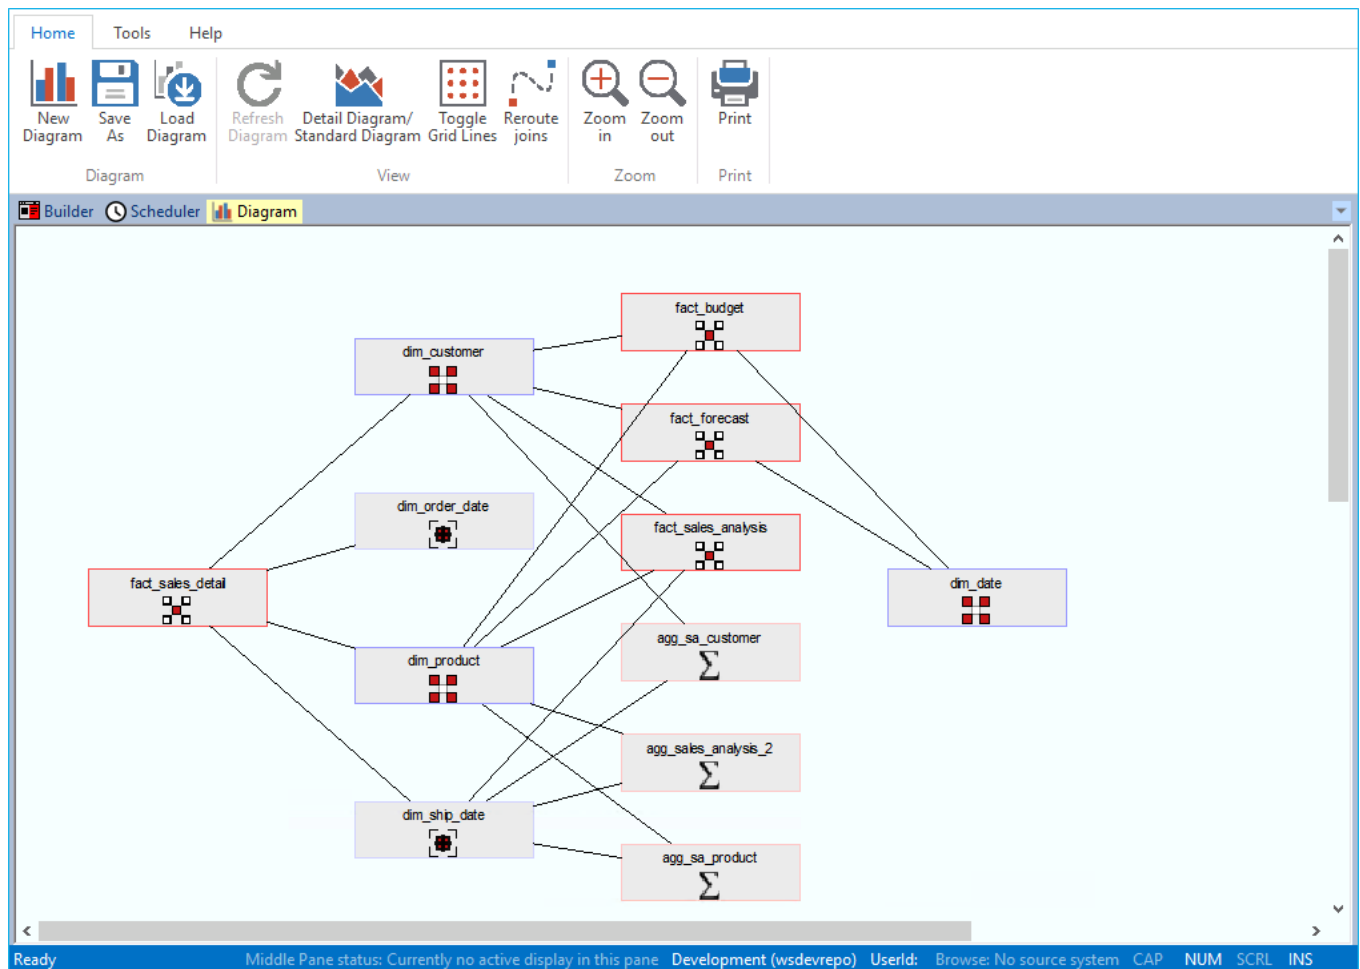 Home Tools Help
New Diagram
Save As
Load Diagram
Refresh Diagram
Detail Diagram/ Standard Diagram
Toggle Grid Lines
Reroute joins
Zoom in
Zoom out
Print
Diagram View Zoom Print
Builder Scheduler Diagram
fact_budget
dim_customer
fact_forecast
dim_order_date
fact_sales_analysis
fact_sales_detail
dim_date
agg_sa_customer
dim_product
agg_sales_analysis_2
dim_ship_date
agg_sa_product
Ready Middle Pane status: Currently no active display in this pane Development (wsdevrepo) UserId: Browse: No source system CAP NUM SCRL INS